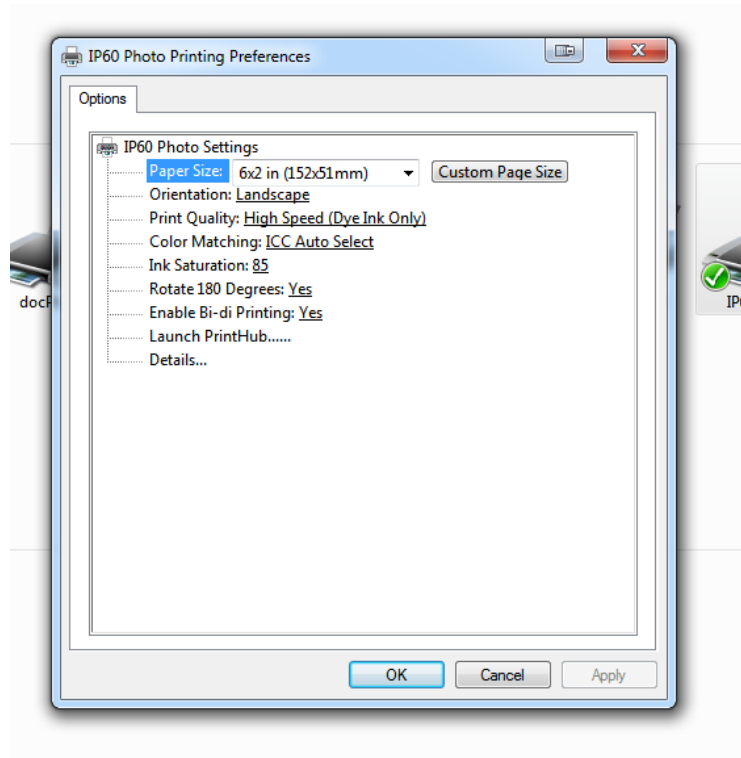 IP60 Photo Printing Preferences
Options
IP60 Photo Settings
Paper Size: 6x2 in (152x51mm) Custom Page Size
Orientation: Landscape
Print Quality: High Speed (Dye Ink Only)
Color Matching: ICC Auto Select
Ink Saturation: 85
Rotate 180 Degrees: Yes
Enable Bi-di Printing: Yes
Launch PrintHub......
Details...
OK Cancel Apply